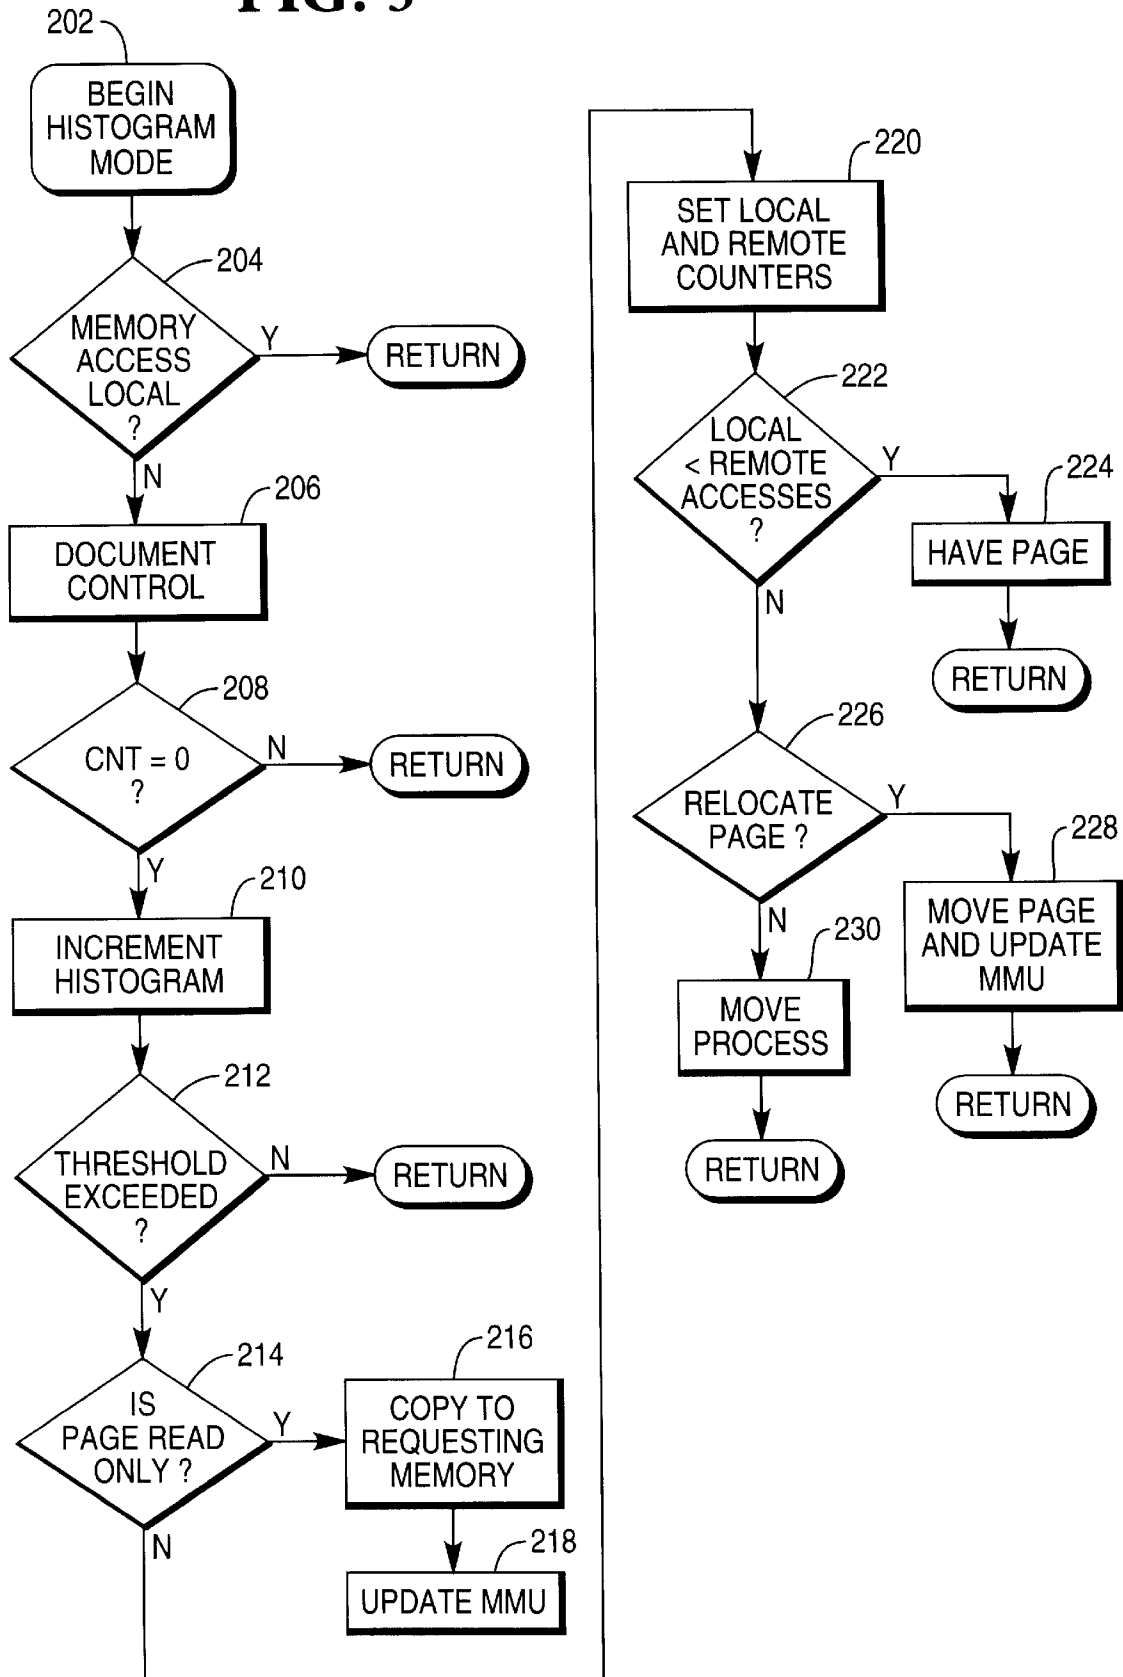 FIG. 5
202
BEGIN
HISTOGRAM
MODE
204
MEMORY
ACCESS
LOCAL
?
Y
RETURN
N
206
DOCUMENT
CONTROL
208
CNT = 0
?
N
RETURN
Y
210
INCREMENT
HISTOGRAM
212
THRESHOLD
EXCEEDED
?
N
RETURN
Y
214
IS
PAGE READ
ONLY ?
Y
216
COPY TO
REQUESTING
MEMORY
218
UPDATE MMU
N
220
SET LOCAL
AND REMOTE
COUNTERS
222
LOCAL
< REMOTE
ACCESSES
?
Y
224
HAVE PAGE
RETURN
N
226
RELOCATE
PAGE ?
Y
228
MOVE PAGE
AND UPDATE
MMU
RETURN
N
230
MOVE
PROCESS
RETURN